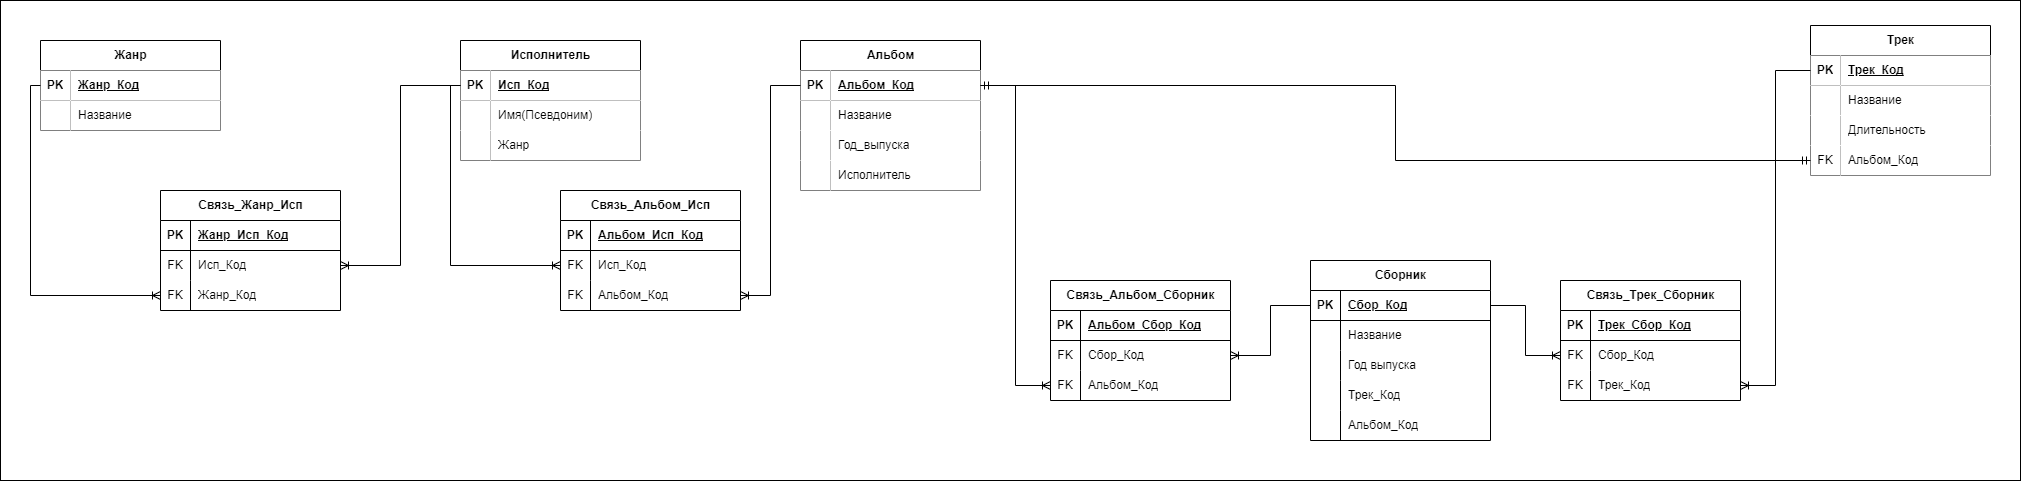 Жанр
PK Жанр_Код
Название
Исполнитель
PK Исп_Код
Имя(Псевдоним)
Жанр
Альбом
PK Альбом_Код
Название
Год_выпуска
Исполнитель
Трек
PK Трек_Код
Название
Длительность
FK Альбом_Код
Связь_Жанр_Исп
PK Жанр_Исп_Код
FK Исп_Код
FK Жанр_Код
Связь_Альбом_Исп
PK Альбом_Исп_Код
FK Исп_Код
FK Альбом_Код
Связь_Альбом_Сборник
PK Альбом_Сбор_Код
FK Сбор_Код
FK Альбом_Код
Сборник
PK Сбор_Код
Название
Год выпуска
Трек_Код
Альбом_Код
Связь_Трек_Сборник
PK Трек_Сбор_Код
FK Сбор_Код
FK Трек_Код